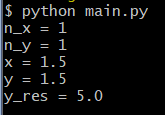 $ python main.py
n_x = 1
n_y = 1
x = 1.5
y = 1.5
y_res = 5.0